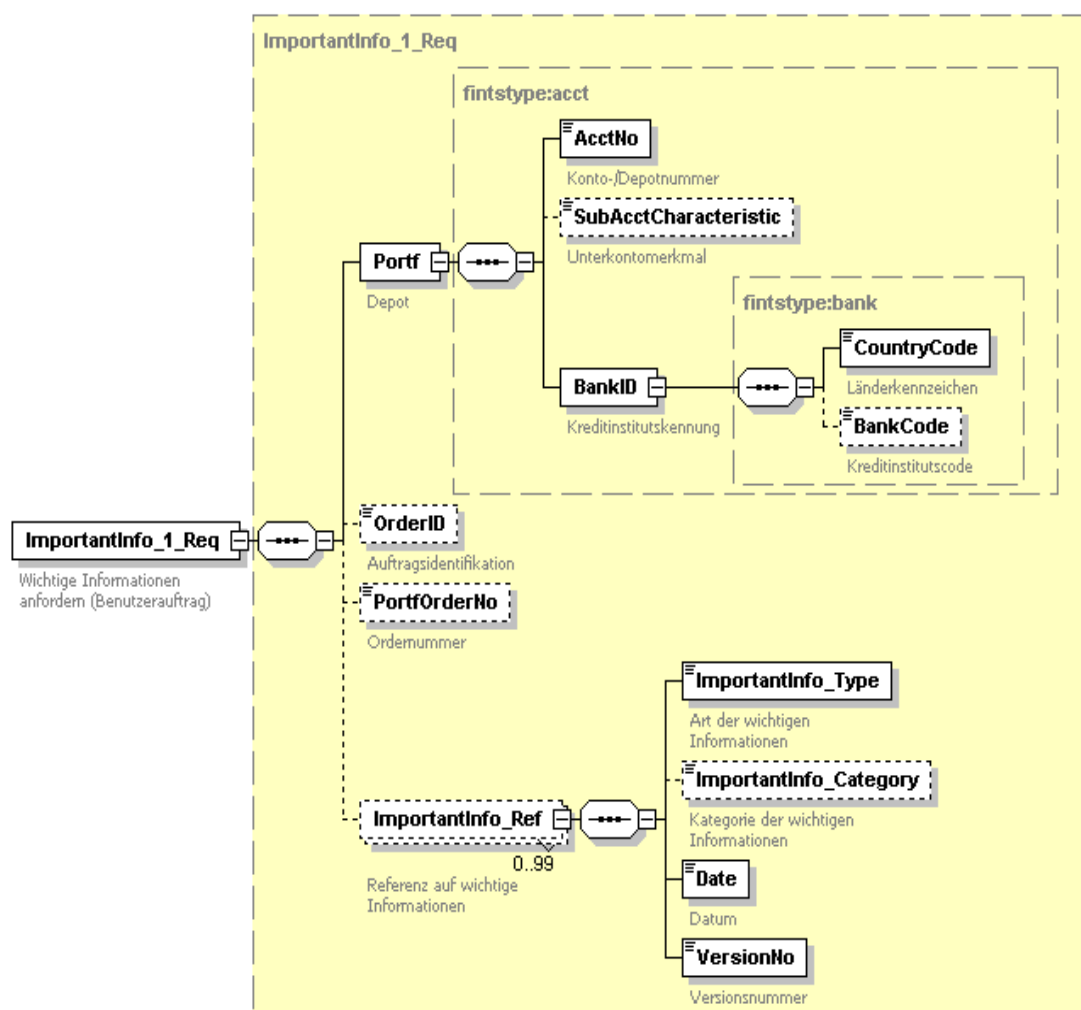 ImportantInfo_1_Req
fintstype:acct
AcctNo
Konto-/Depotnummer
SubAcctCharacteristic
Unterkontomerkmal
Portf
Depot
fintstype:bank
CountryCode
Länderkennzeichen
BankID
Kreditinstitutskennung
BankCode
Kreditinstitutscode
ImportantInfo_1_Req
Wichtige Informationen
anfordern (Benutzerauftrag)
OrderID
Auftragsidentifikation
PortfOrderNo
Ordernummer
ImportantInfo_Type
Art der wichtigen
Informationen
ImportantInfo_Category
Kategorie der wichtigen
Informationen
ImportantInfo_Ref
0..99
Referenz auf wichtige
Informationen
Date
Datum
VersionNo
Versionsnummer